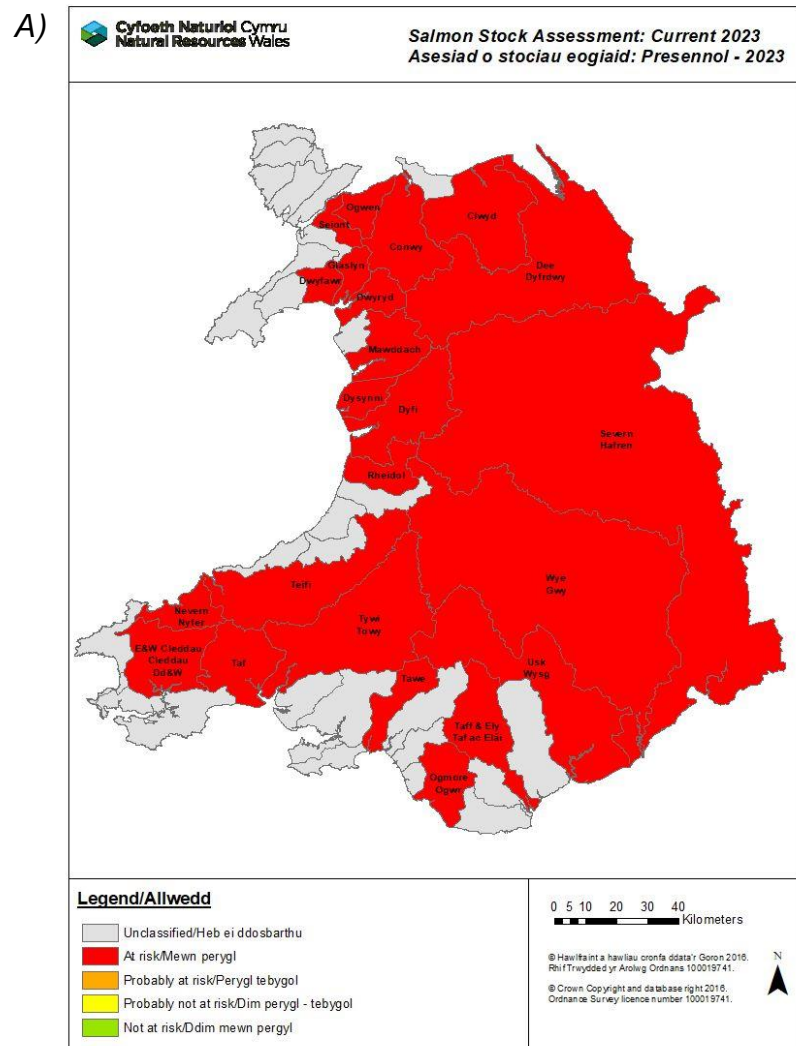 A)
Cyfoeth Naturiol Cymru
Natural Resources Wales
Salmon Stock Assessment: Current 2023
Asesiad o stociau eogiaid: Presennol - 2023
Ogwen
Seiont
Conwy
Clwyd
Glaslyn
Dwyfawr
Dwyryd
Dee
Dyfrdwy
Mawddach
Dysynni
Dyfi
Severn
Hafren
Rheidol
Teifi
Wye
Gwy
Nevern
Nyfer
Tywi
Towy
E&W Cleddau
Cleddau
Dd&W
Taf
Usk
Wysg
Tawe
Taff & Ely
Taf ac Elai
Ogmore
Ogwr
Legend/Allwedd
Unclassified/Heb ei ddosbarthu
At risk/Mewn perygl
Probably at risk/Perygl tebygol
Probably not at risk/Dim perygl - tebygol
Not at risk/Ddim mewn pergyl
0 5 10 20 30 40
Kilometers
© Hawlfraint a hawliau cronfa ddata'r Goron 2016.
Rhif Trwydded yr Arolwg Ordnans 100019741.
© Crown Copyright and database right 2016.
Ordnance Survey licence number 100019741.
N